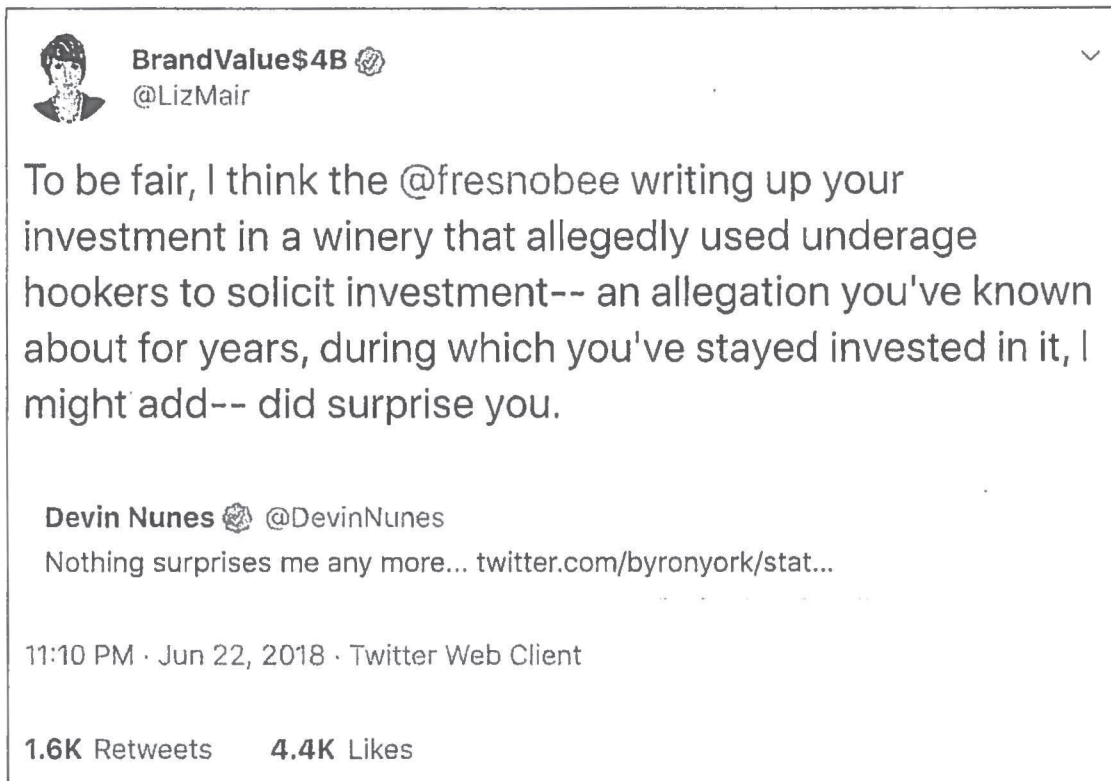 BrandValue$4B
@LizMair
To be fair, I think the @fresnobee writing up your
investment in a winery that allegedly used underage
hookers to solicit investment-- an allegation you've known
about for years, during which you've stayed invested in it, I
might add-- did surprise you.
Devin Nunes @DevinNunes
Nothing surprises me any more... twitter.com/byronyork/stat...
11:10 PM · Jun 22, 2018 · Twitter Web Client
1.6K Retweets 4.4K Likes